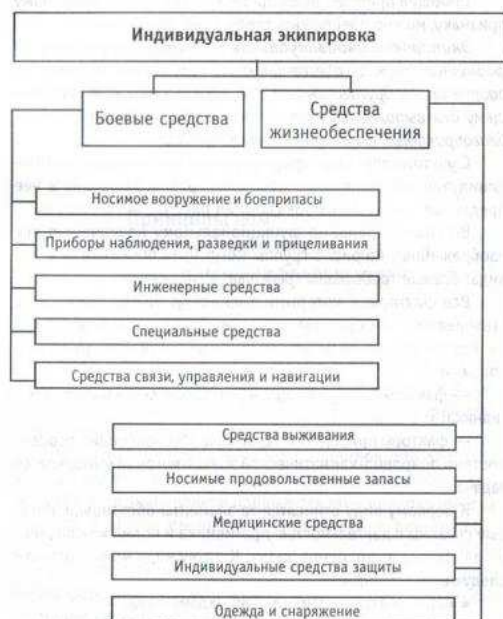 Индивидуальная экипировка
Боевые средства
Средства
жизнеобеспечения
Носимое вооружение и боеприпасы
Приборы наблюдения, разведки и прицеливания
Инженерные средства
Специальные средства
Средства связи, управления и навигации
Средства выживания
Носимые продовольственные запасы
Медицинские средства
Индивидуальные средства защиты
Одежда и снаряжение